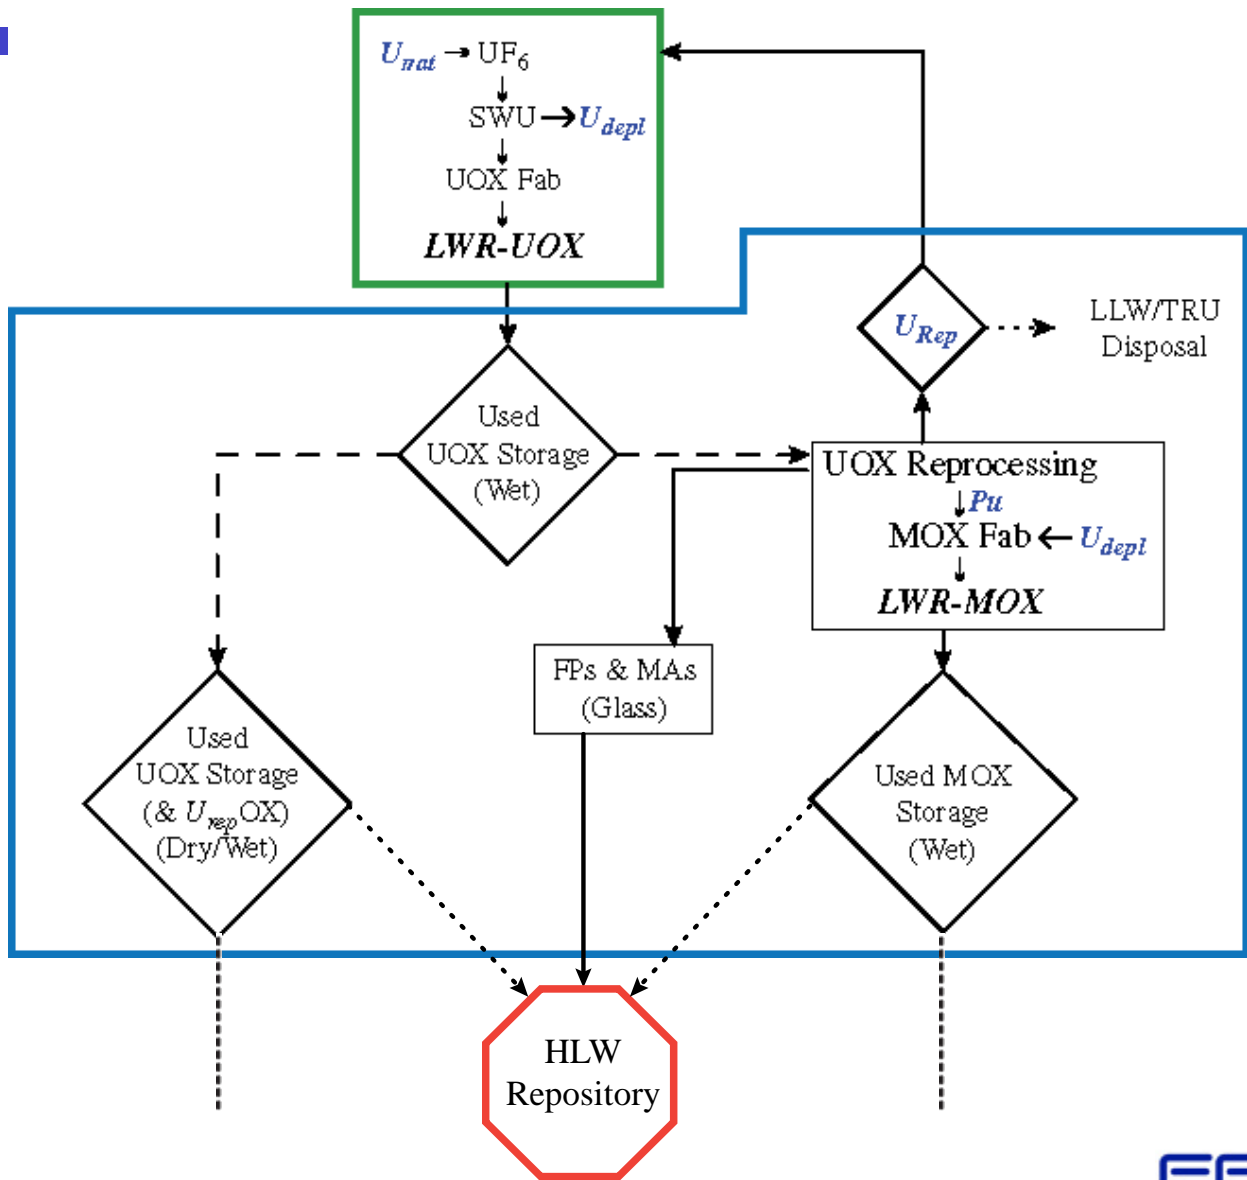 U_nat → UF₆
SWU → U_depl
UOX Fab
LWR-UOX
U_Rep
LLW/TRU
Disposal
Used
UOX Storage
(Wet)
UOX Reprocessing
Pu
MOX Fab ← U_depl
LWR-MOX
FPs & MAs
(Glass)
Used
UOX Storage
(& U_rep OX)
(Dry/Wet)
Used MOX
Storage
(Wet)
HLW
Repository